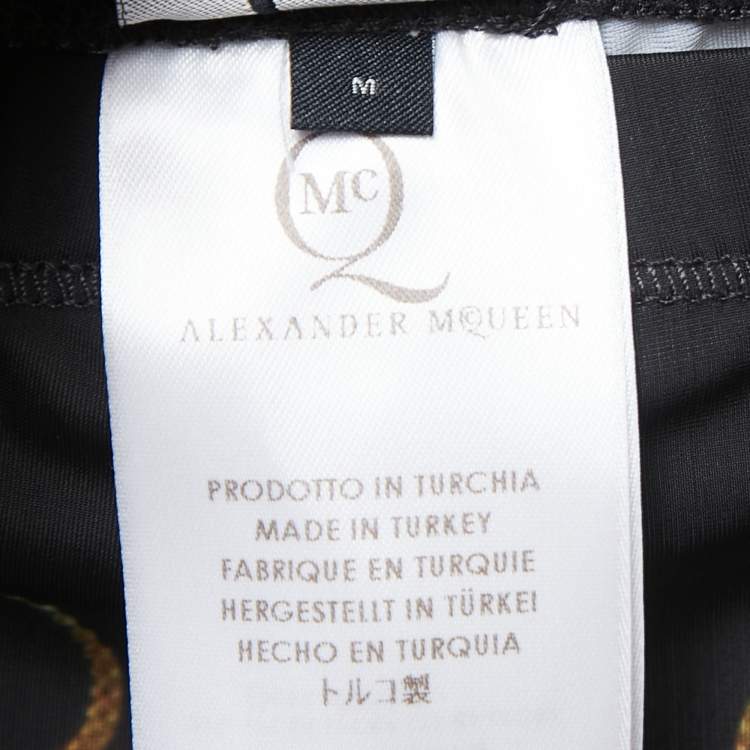 M
McQ
ALEXANDER McQUEEN
PRODOTTO IN TURCHIA
MADE IN TURKEY
FABRIQUE EN TURQUIE
HERGESTELLT IN TÜRKEI
HECHO EN TURQUIA
トルコ製